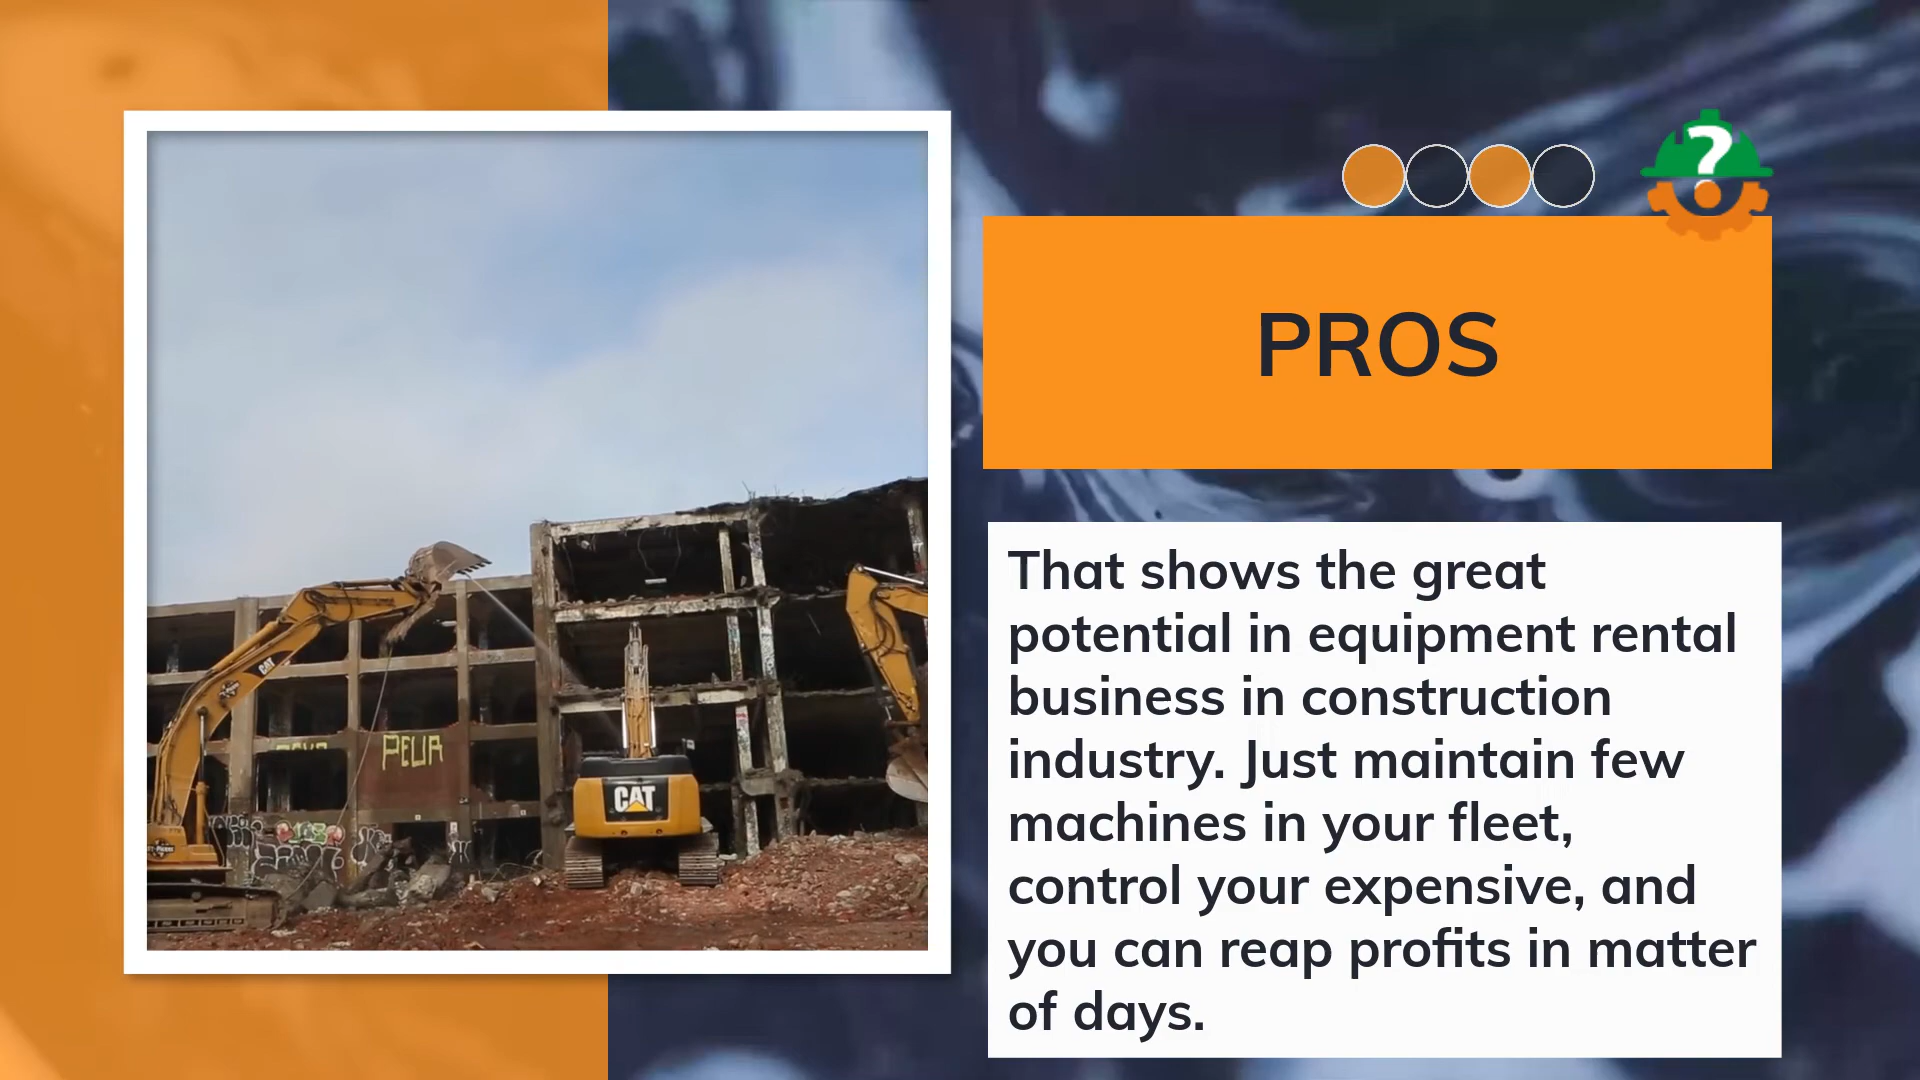 ?
PROS
That shows the great
potential in equipment rental
business in construction
industry. Just maintain few
machines in your fleet,
control your expensive, and
you can reap profits in matter
of days.
CAT
PEUR
CAT